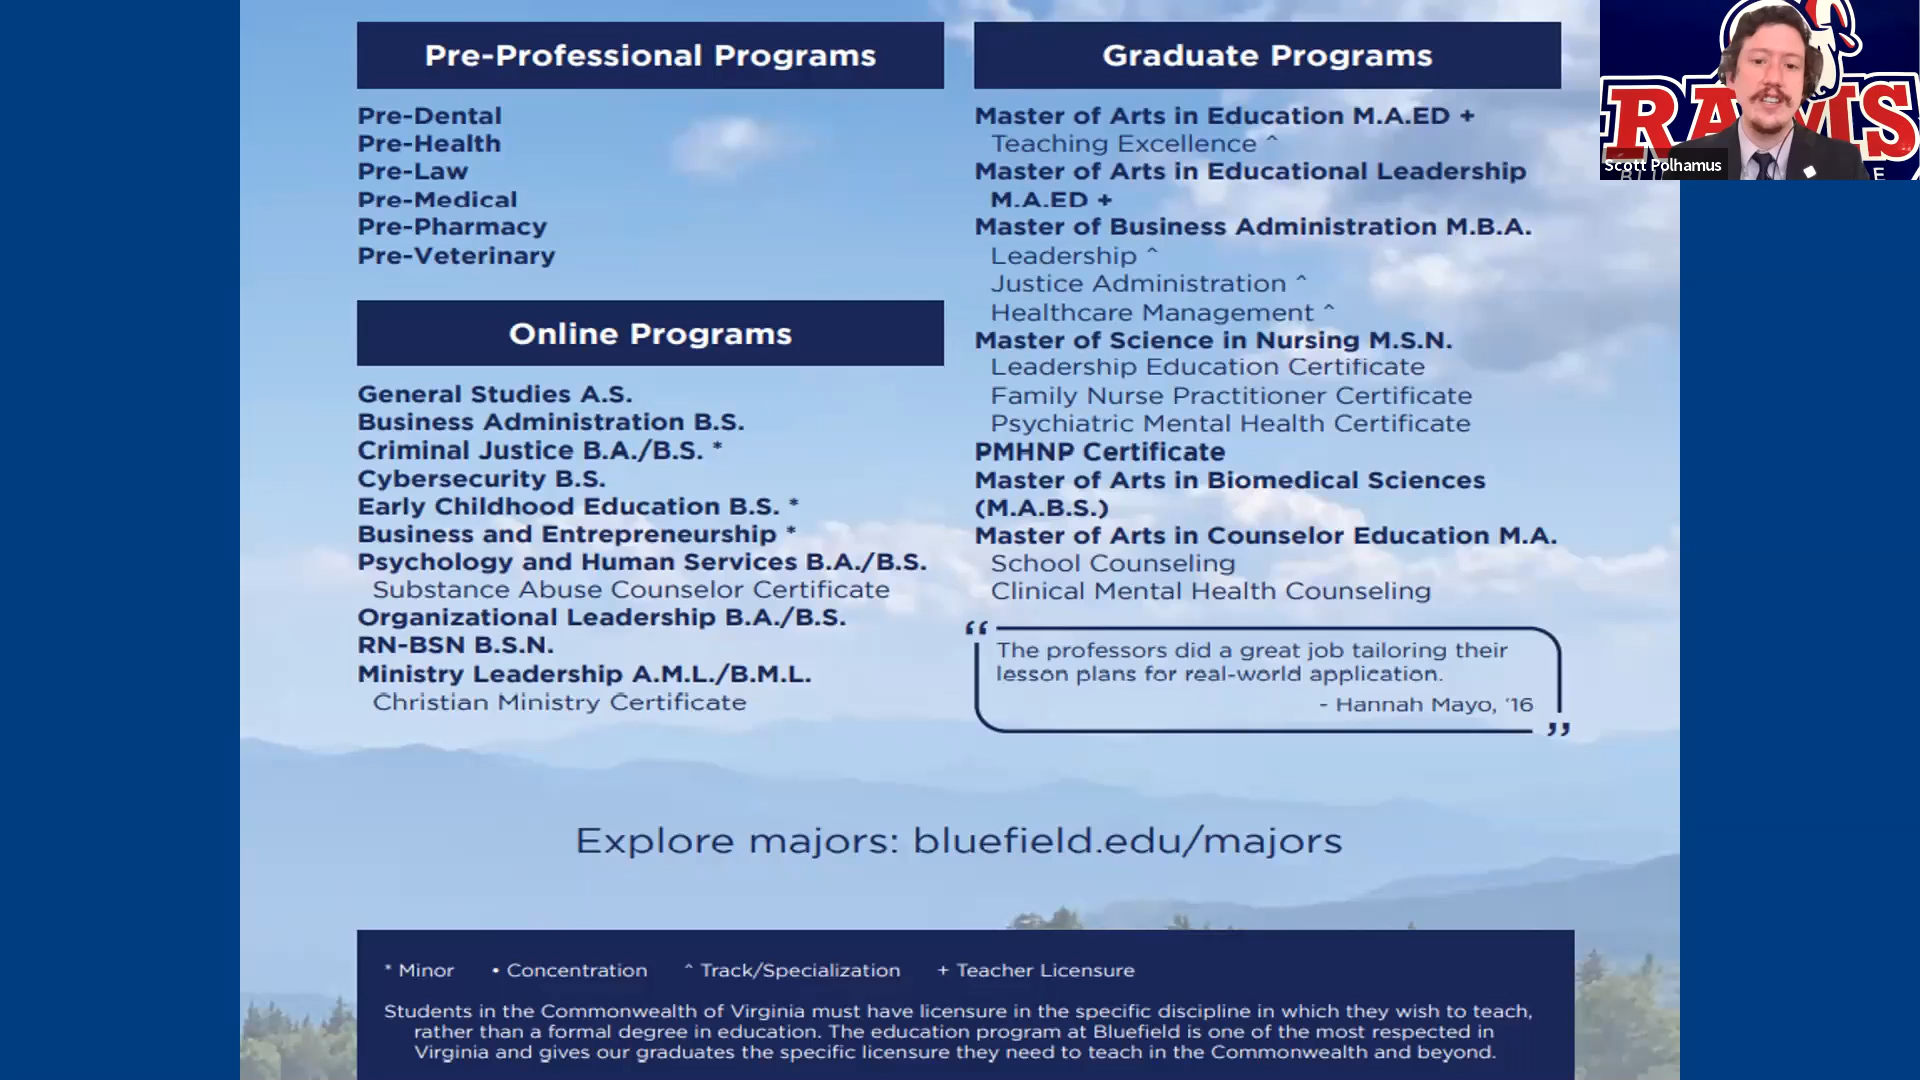 Pre-Professional Programs
Pre-Dental
Pre-Health
Pre-Law
Pre-Medical
Pre-Pharmacy
Pre-Veterinary
Online Programs
General Studies A.S.
Business Administration B.S.
Criminal Justice B.A./B.S. *
Cybersecurity B.S.
Early Childhood Education B.S. *
Business and Entrepreneurship *
Psychology and Human Services B.A./B.S.
Substance Abuse Counselor Certificate
Organizational Leadership B.A./B.S.
RN-BSN B.S.N.
Ministry Leadership A.M.L./B.M.L.
Christian Ministry Certificate
Graduate Programs
Master of Arts in Education M.A.ED +
Teaching Excellence ^
Master of Arts in Educational Leadership
M.A.ED +
Master of Business Administration M.B.A.
Leadership ^
Justice Administration ^
Healthcare Management ^
Master of Science in Nursing M.S.N.
Leadership Education Certificate
Family Nurse Practitioner Certificate
Psychiatric Mental Health Certificate
PMHNP Certificate
Master of Arts in Biomedical Sciences
(M.A.B.S.)
Master of Arts in Counselor Education M.A.
School Counseling
Clinical Mental Health Counseling
“The professors did a great job tailoring their
lesson plans for real-world application.
- Hannah Mayo, ‘16”
Explore majors: bluefield.edu/majors
* Minor • Concentration ^ Track/Specialization + Teacher Licensure
Students in the Commonwealth of Virginia must have licensure in the specific discipline in which they wish to teach,
rather than a formal degree in education. The education program at Bluefield is one of the most respected in
Virginia and gives our graduates the specific licensure they need to teach in the Commonwealth and beyond.
RAMS
Scott Polhamus